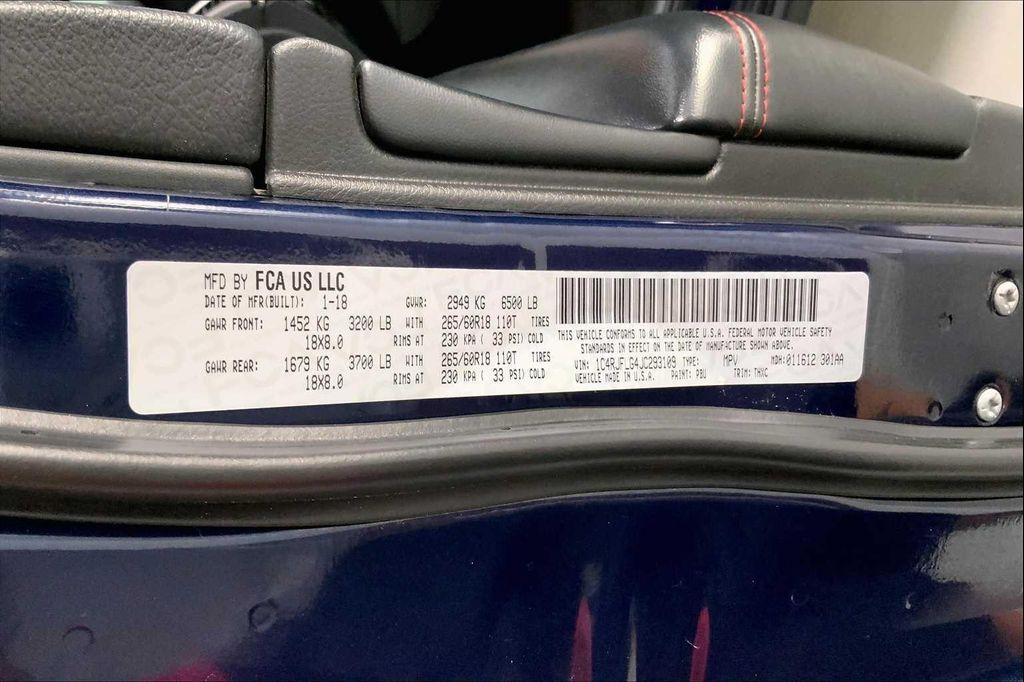 MFD BY FCA US LLC
DATE OF MFR(BUILT): 1-18 GVWR: 2949 KG 6500 LB
GAWR FRONT: 1452 KG 3200 LB WITH 265/60R18 110T TIRES
18X8.0 RIMS AT 230 KPA ( 33 PSI) COLD
GAWR REAR: 1679 KG 3700 LB WITH 265/60R18 110T TIRES
18X8.0 RIMS AT 230 KPA ( 33 PSI) COLD
THIS VEHICLE CONFORMS TO ALL APPLICABLE U.S.A. FEDERAL MOTOR VEHICLE SAFETY
STANDARDS IN EFFECT ON THE DATE OF MANUFACTURE SHOWN ABOVE.
VIN: 1C4RJFLG4JC293109 TYPE: MPV MDH: 011612 301AA
VEHICLE MADE IN U.S.A. PAINT: PBU TRIM: THXC